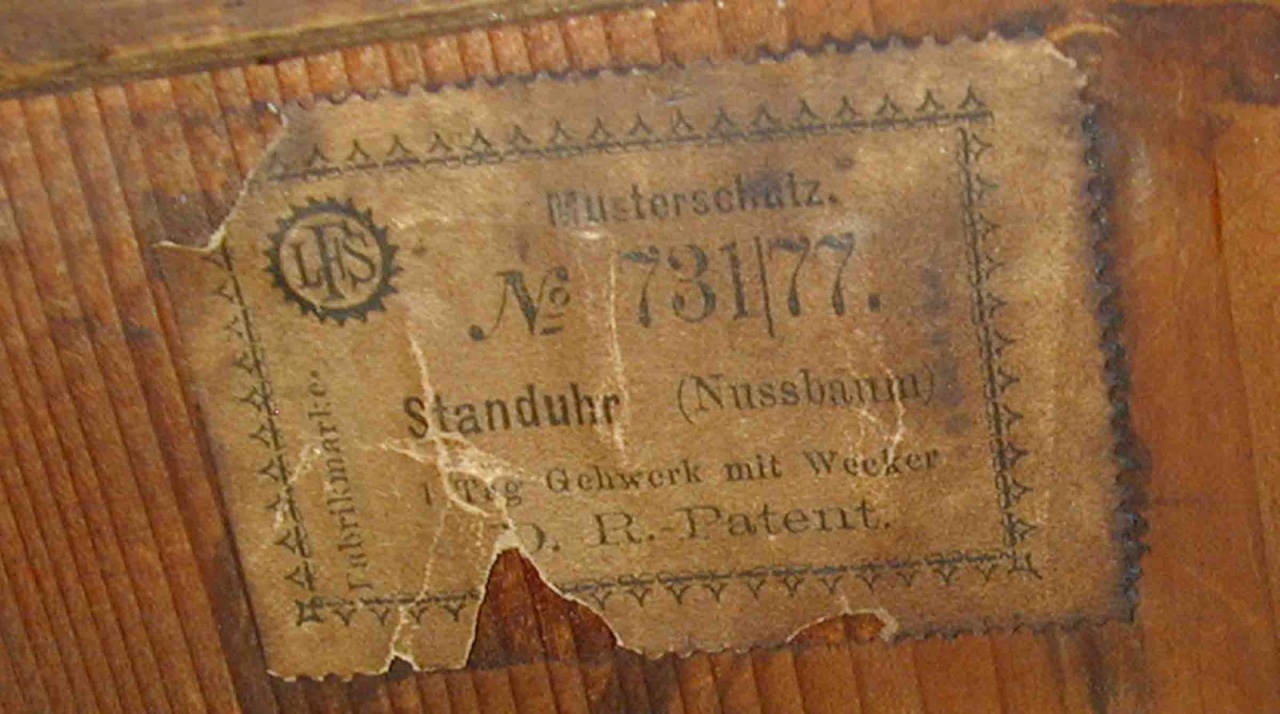 Musterschutz.
LFS
№ 731/77.
Standuhr (Nussbaum)
1 Tag Gehwerk mit Wecker
D. R.-Patent.
Fabrikmarke.